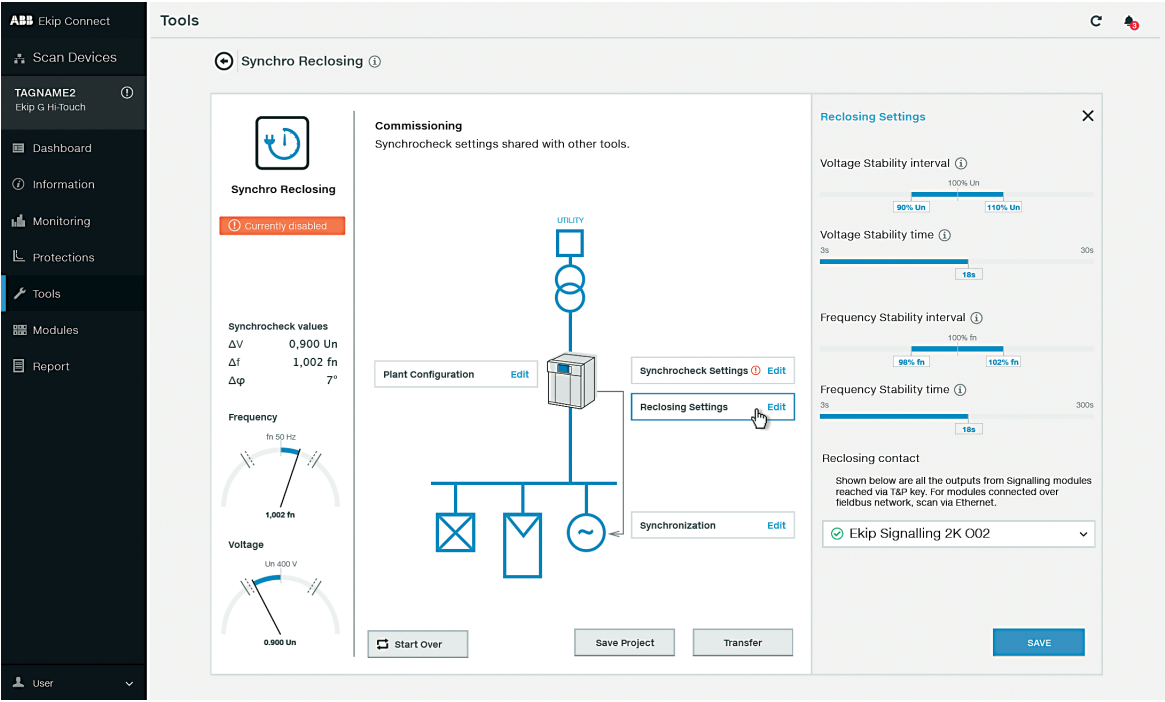 ABB Ekip Connect
Scan Devices
TAGNAME2
Ekip G Hi-Touch
Dashboard
Information
Monitoring
Protections
Tools
Modules
Report
User
Tools
3
Synchro Reclosing
Synchro Reclosing
Currently disabled
Synchrocheck values
ΔV 0,900 Un
Δf 1,002 fn
Δφ 7°
Frequency
fn 50 Hz
1,002 fn
Voltage
Un 400 V
0.900 Un
Commissioning
Synchrocheck settings shared with other tools.
UTILITY
Plant Configuration Edit
Synchrocheck Settings Edit
Reclosing Settings Edit
Synchronization Edit
Start Over
Save Project
Transfer
Reclosing Settings
Voltage Stability interval
100% Un
90% Un 110% Un
Voltage Stability time
3s 30s
18s
Frequency Stability interval
100% fn
98% fn 102% fn
Frequency Stability time
3s 300s
18s
Reclosing contact
Shown below are all the outputs from Signalling modules
reached via T&P key. For modules connected over
fieldbus network, scan via Ethernet.
Ekip Signalling 2K O02
SAVE